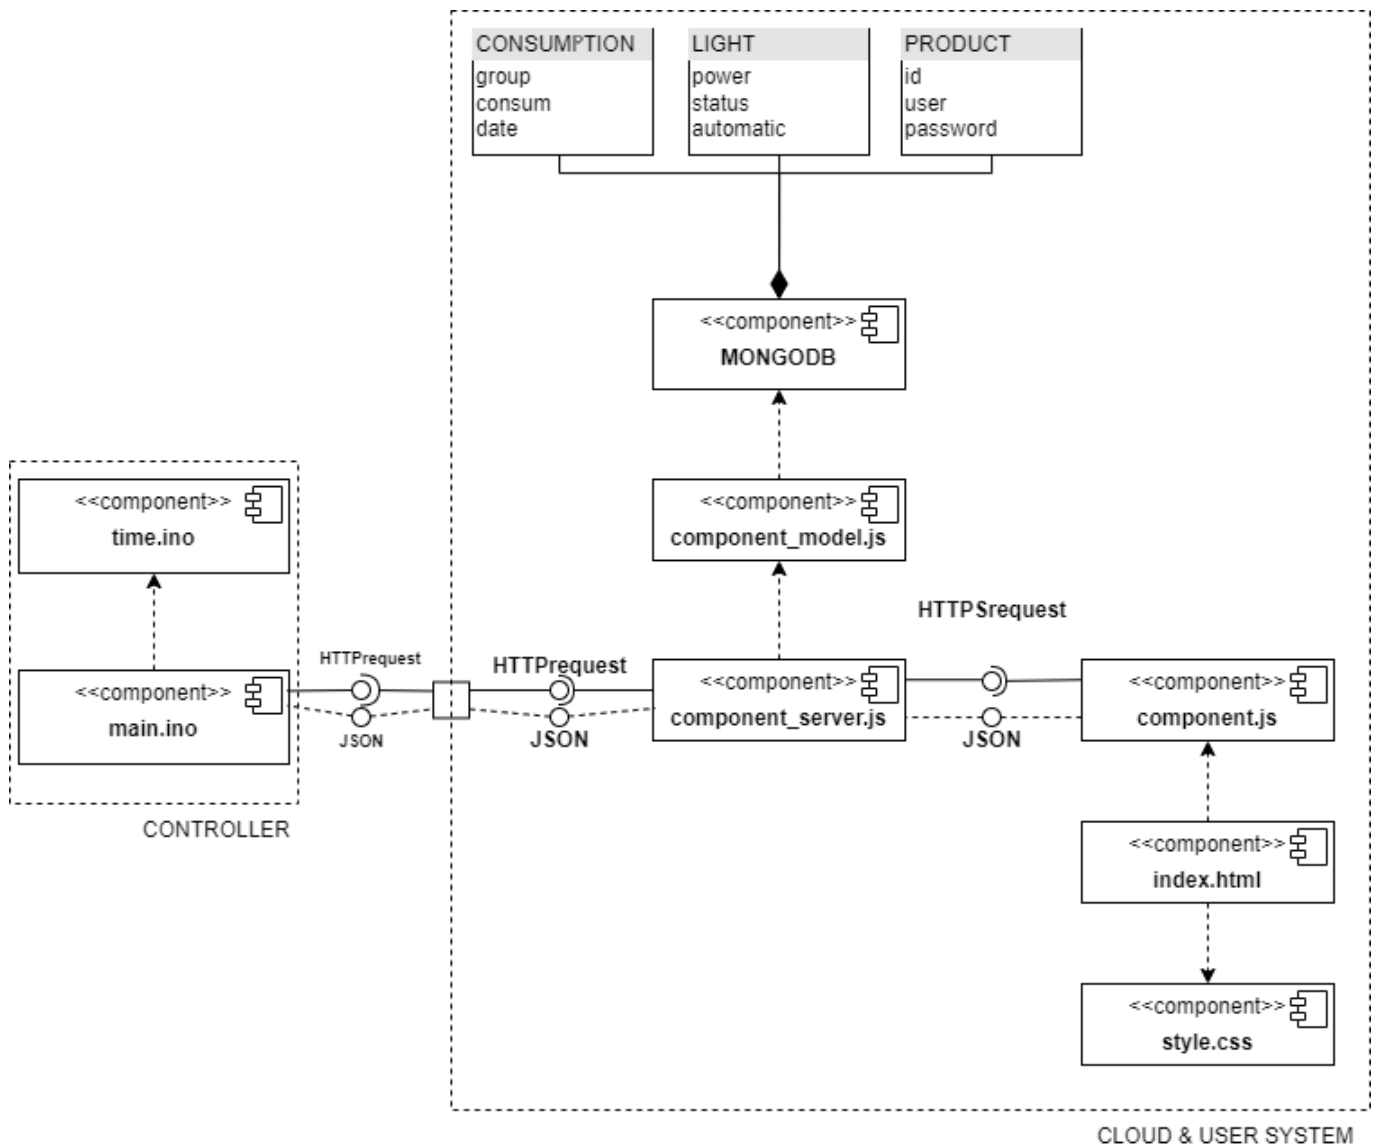 CONSUMPTION
group
consum
date
LIGHT
power
status
automatic
PRODUCT
id
user
password
<<component>>
MONGODB
<<component>>
time.ino
<<component>>
component_model.js
HTTPSrequest
HTTPrequest
HTTPrequest
<<component>>
main.ino
<<component>>
component_server.js
<<component>>
component.js
JSON
JSON
JSON
CONTROLLER
<<component>>
index.html
<<component>>
style.css
CLOUD & USER SYSTEM